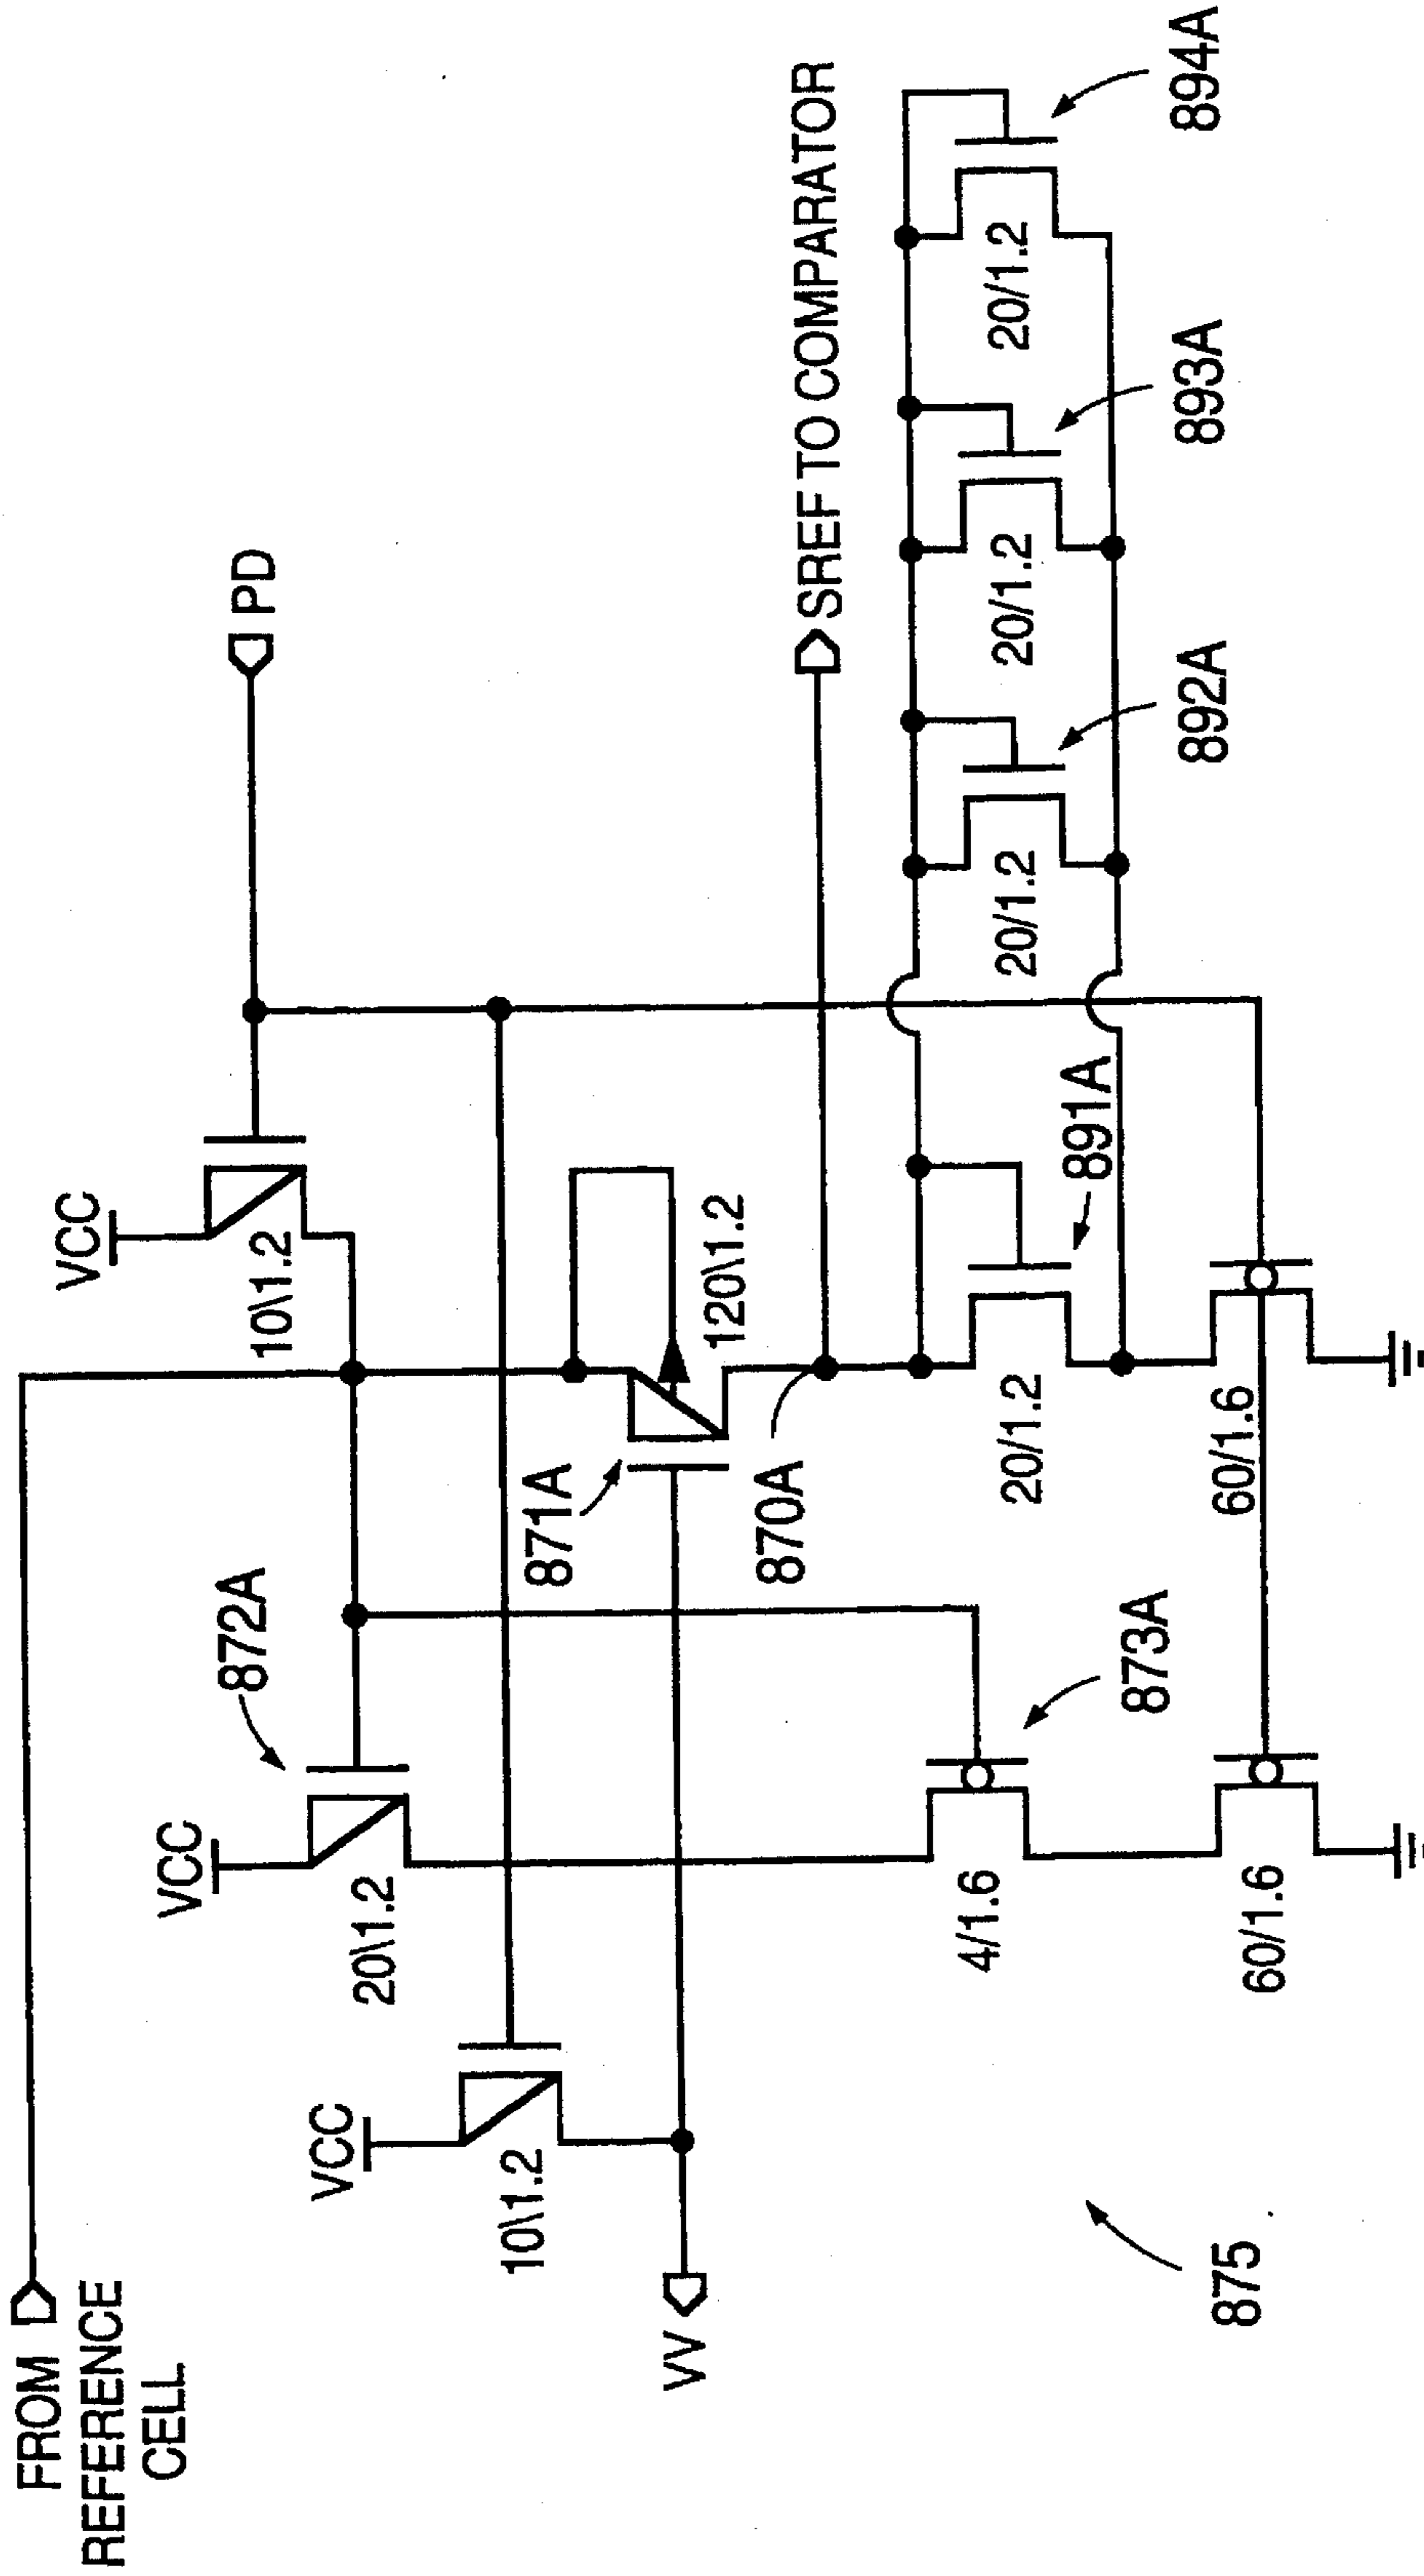 FROM
REFERENCE
CELL
VCC
872A
20\1.2
VCC
10\1.2
VV
VCC
10\1.2
PD
871A
120\1.2
870A
SREF TO COMPARATOR
873A
4/1.6
60/1.6
20/1.2
891A
60/1.6
20/1.2
892A
20/1.2
893A
20/1.2
894A
875